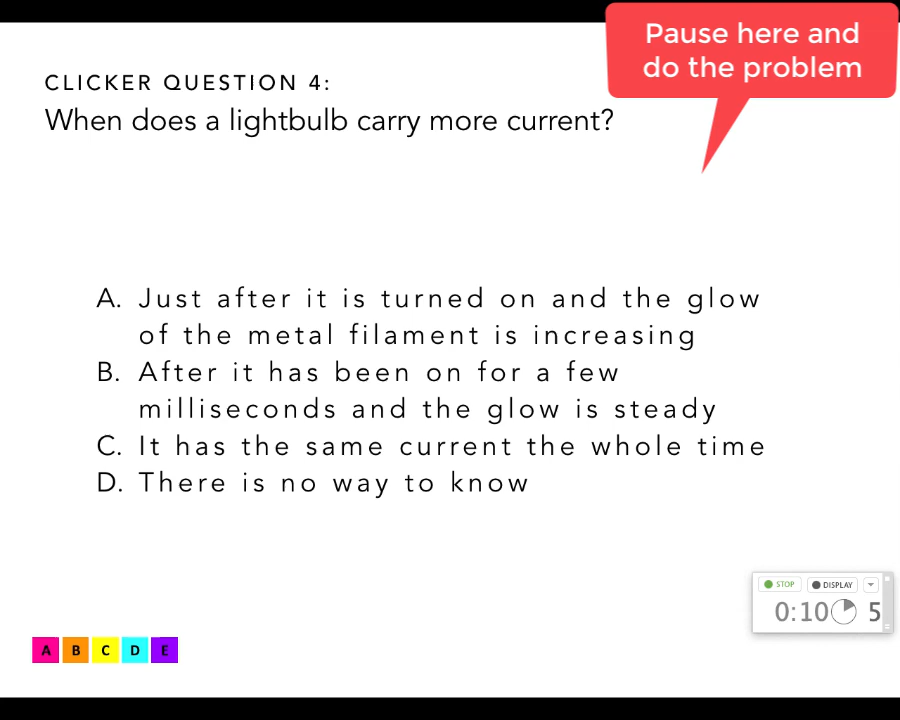 Pause here and
do the problem
CLICKER QUESTION 4:
When does a lightbulb carry more current?
A. Just after it is turned on and the glow
of the metal filament is increasing
B. After it has been on for a few
milliseconds and the glow is steady
C. It has the same current the whole time
D. There is no way to know
STOP DISPLAY
0:10 5
A B C D E